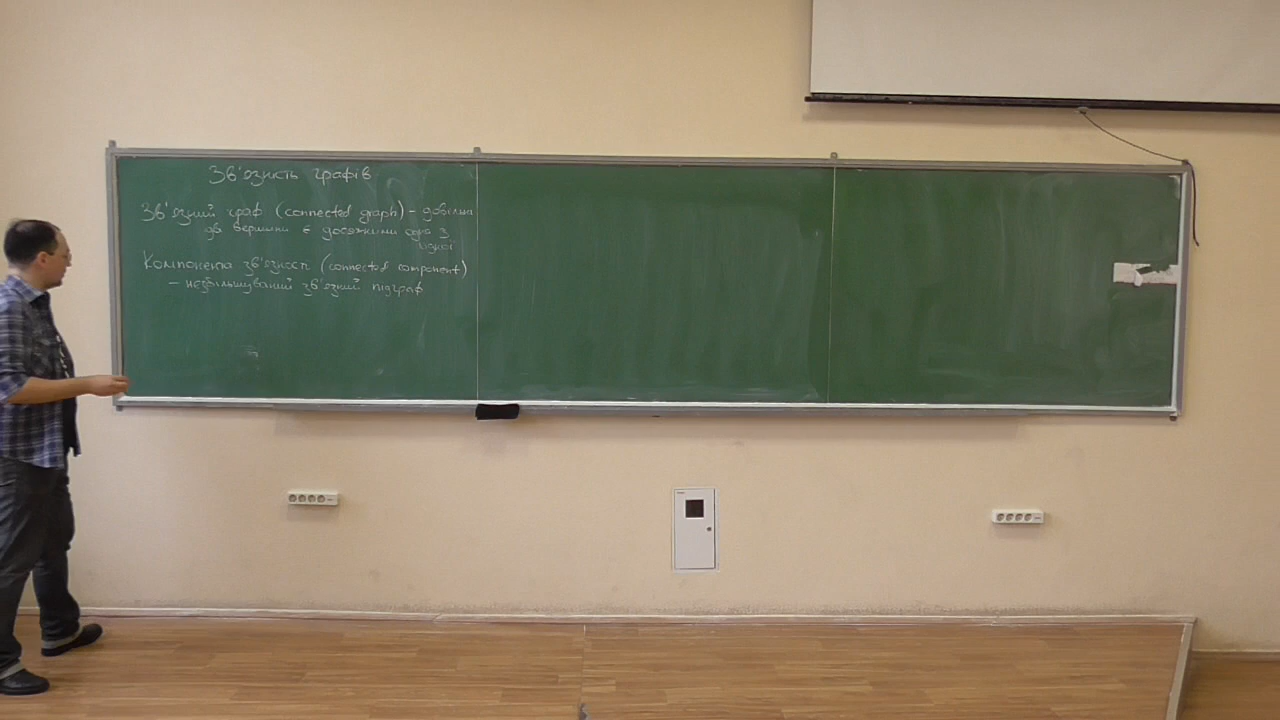 Зв'язність графів
Зв'язний граф (connected graph) – довільна
дві вершини є досяжними одна з
одної
Компонента зв'язності (connected component)
– незбільшуваний зв'язний підграф